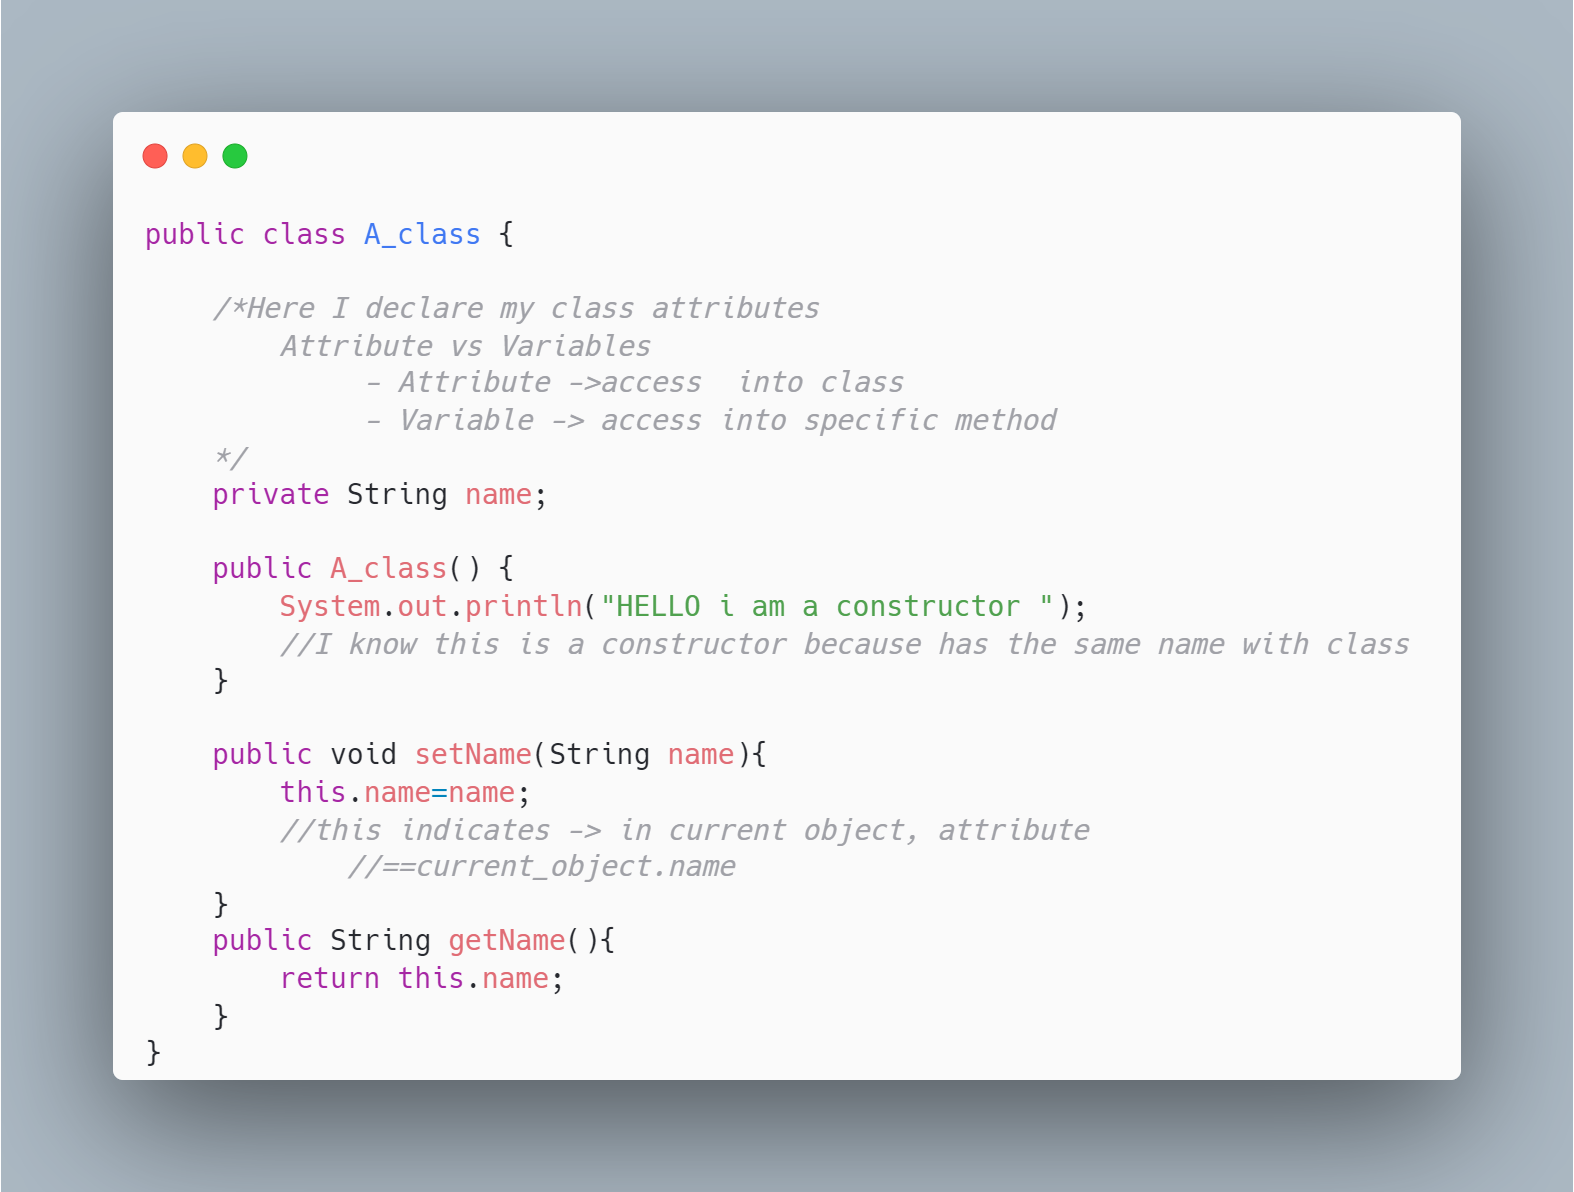 public class A_class {
/*Here I declare my class attributes
Attribute vs Variables
- Attribute ->access  into class
- Variable -> access into specific method
*/
private String name;
public A_class() {
System.out.println("HELLO i am a constructor ");
//I know this is a constructor because has the same name with class
}
public void setName(String name){
this.name=name;
//this indicates -> in current object, attribute
//==current_object.name
}
public String getName(){
return this.name;
}
}